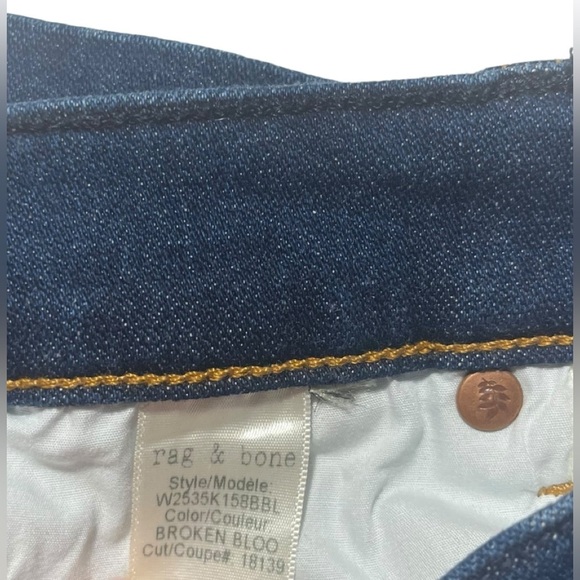 rag & bone
Style/Modèle:
W2535K158BBL
Color/Couleur
BROKEN BLOO
Cut/Coupe# 18139